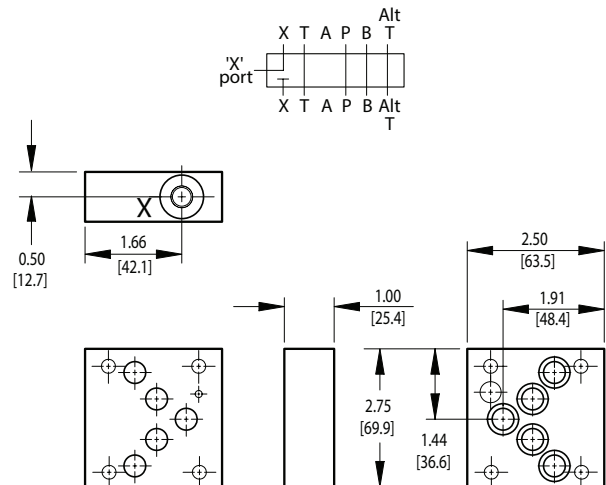 Alt
X T A P B T
'X'
port
X T A P B Alt
T
X
0.50
[12.7]
1.66
[42.1]
2.50
[63.5]
1.00
[25.4]
1.91
[48.4]
2.75
[69.9]
1.44
[36.6]